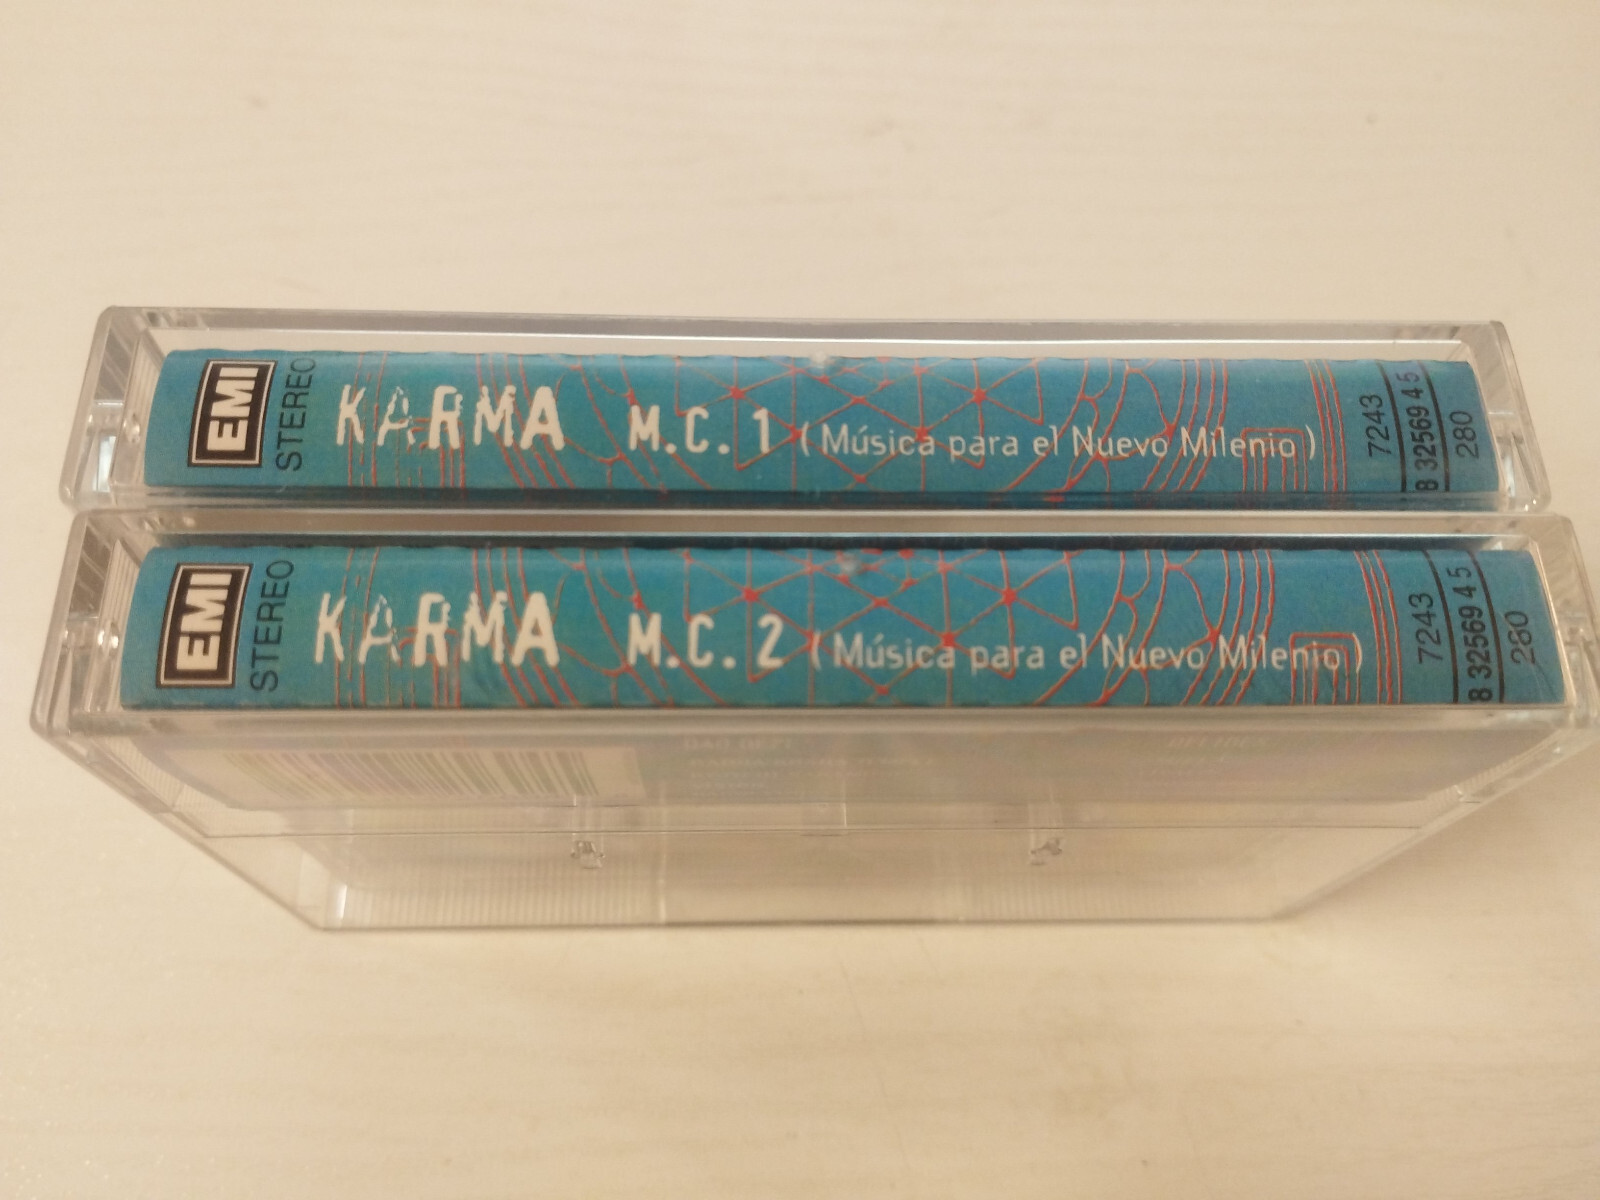 EMI
STEREO
KARMA M.C. 1 (Música para el Nuevo Milenio)
7243
8 32569 4 5
280
EMI
STEREO
KARMA M.C. 2 (Música para el Nuevo Milenio)
7243
8 32569 4 5
280